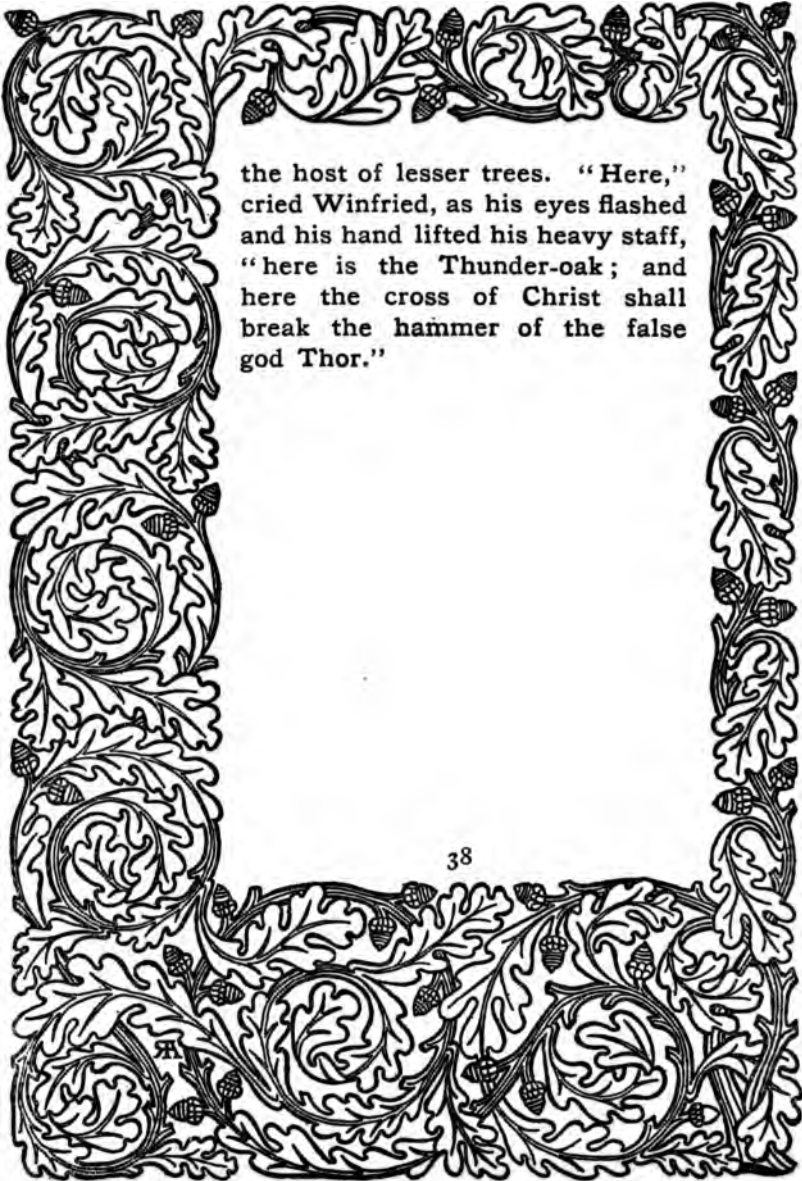 the host of lesser trees. “Here,”
cried Winfried, as his eyes flashed
and his hand lifted his heavy staff,
“here is the Thunder-oak; and
here the cross of Christ shall
break the hammer of the false
god Thor.”
38